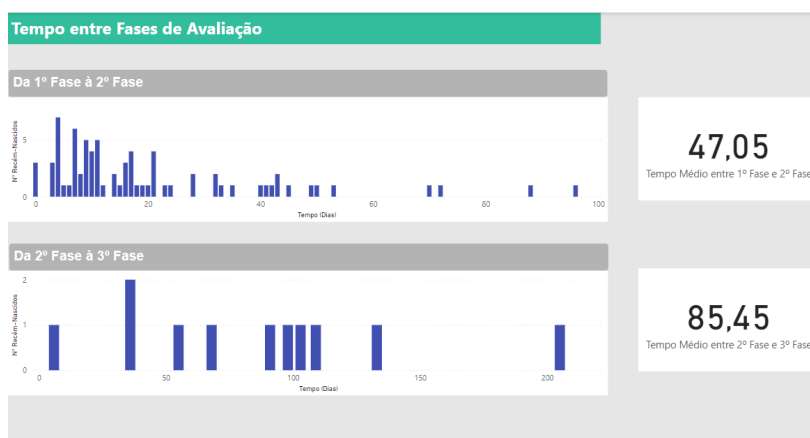 Tempo entre Fases de Avaliação
Da 1º Fase à 2º Fase
Nº Recém-Nascidos
5
0
0 20 40 60 80 100
Tempo (Dias)
47,05
Tempo Médio entre 1º Fase e 2º Fase
Da 2º Fase à 3º Fase
Nº Recém-Nascidos
2
1
0
0 50 100 150 200
Tempo (Dias)
85,45
Tempo Médio entre 2º Fase e 3º Fase